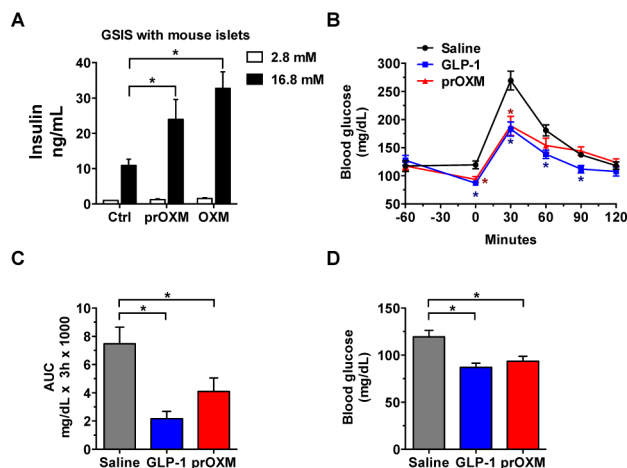 A
GSIS with mouse islets
2.8 mM
16.8 mM
*
*
Insulin
ng/mL
40
30
20
10
0
Ctrl prOXM OXM
B
Saline
GLP-1
prOXM
Blood glucose
(mg/dL)
300
250
200
150
100
50
*
*
*
*
*
*
-60 -30 0 30 60 90 120
Minutes
C
*
*
AUC
mg/dL x 3h x 1000
10
8
6
4
2
0
Saline GLP-1 prOXM
D
*
*
Blood glucose
(mg/dL)
150
100
50
0
Saline GLP-1 prOXM